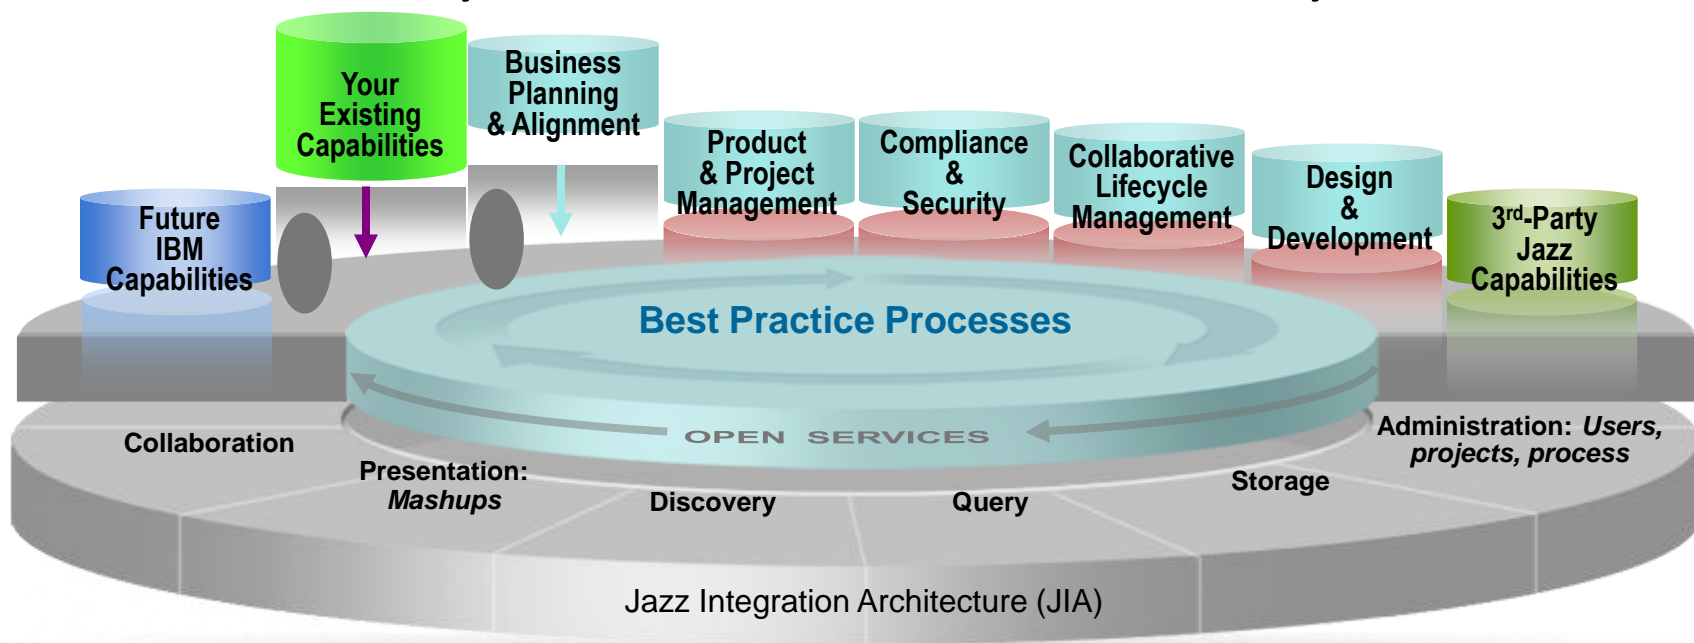 Your
Existing
Capabilities
Business
Planning
& Alignment
Product
& Project
Management
Compliance
&
Security
Collaborative
Lifecycle
Management
Design
&
Development
3rd-Party
Jazz
Capabilities
Future
IBM
Capabilities
Best Practice Processes
OPEN SERVICES
Collaboration
Presentation:
Mashups
Discovery
Query
Storage
Administration: Users,
projects, process
Jazz Integration Architecture (JIA)